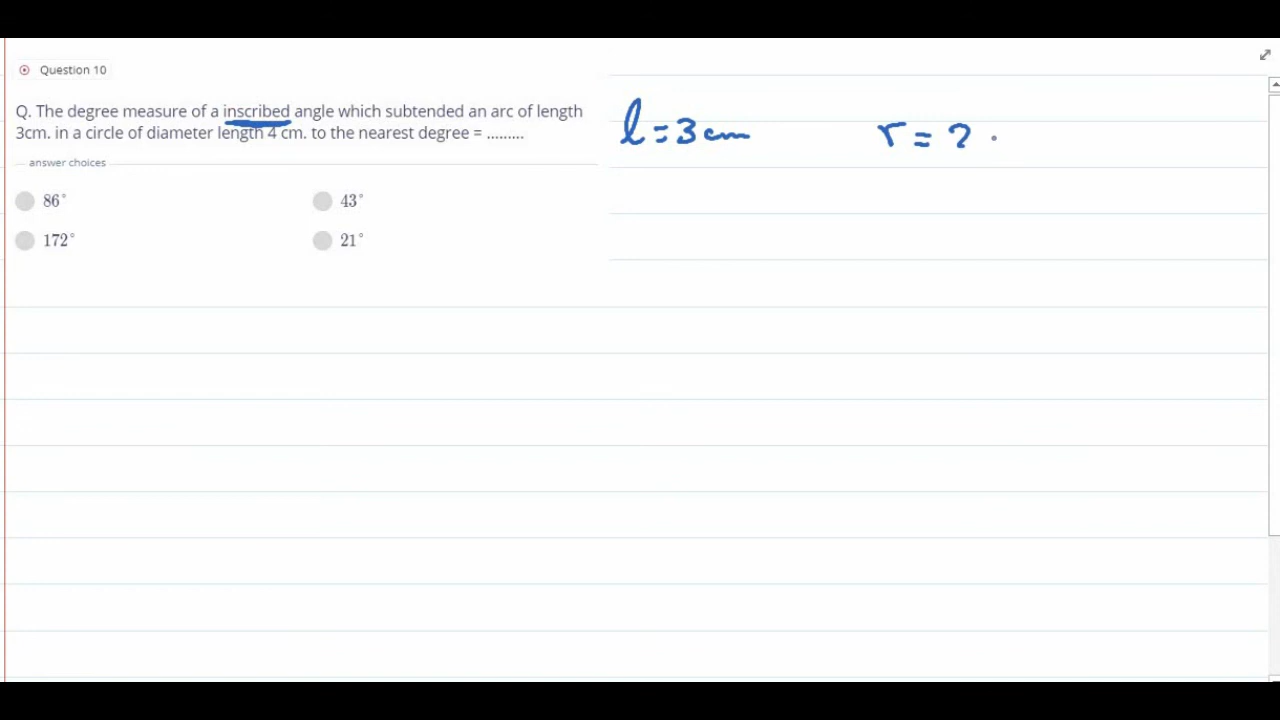 Question 10
Q. The degree measure of a inscribed angle which subtended an arc of length
3cm. in a circle of diameter length 4 cm. to the nearest degree = .........
answer choices
86°
43°
172°
21°
l = 3 cm
r = 2